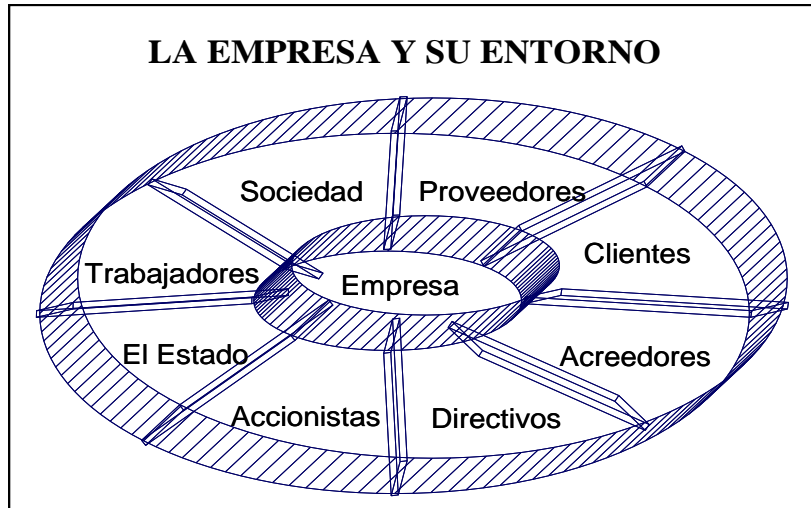 LA EMPRESA Y SU ENTORNO
Sociedad
Proveedores
Clientes
Trabajadores
Empresa
El Estado
Acreedores
Accionistas
Directivos